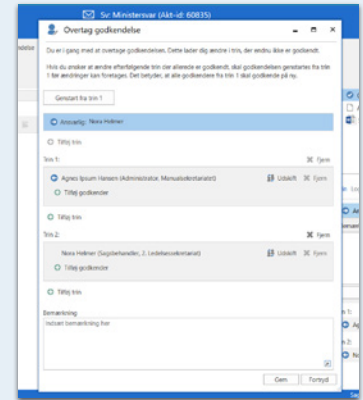 Sv: Ministersvar (Akt-id: 60835)
Overtag godkendelse
Du er i gang med at overtage godkendelsen. Dette lader dig ændre i trin, der endnu ikke er godkendt.
Hvis du ønsker at ændre efterfølgende trin der allerede er godkendt, skal godkendelsen genstartes fra trin
1 før ændringer kan foretages. Det betyder, at alle godkendere fra trin 1 skal godkende på ny.
Genstart fra trin 1
Ansvarlig: Nora Helmer
Tilføj trin
Trin 1:
Fjern
Agnes Ipsum Hansen (Administrator, Manualsekretariatet)
Udskift
Fjern
Tilføj godkender
Tilføj trin
Trin 2:
Fjern
Nora Helmer (Sagsbehandler, 2. Ledelsessekretariat)
Udskift
Fjern
Tilføj godkender
Tilføj trin
Bemærkning
Indsæt bemærkning her
Gem
Fortryd